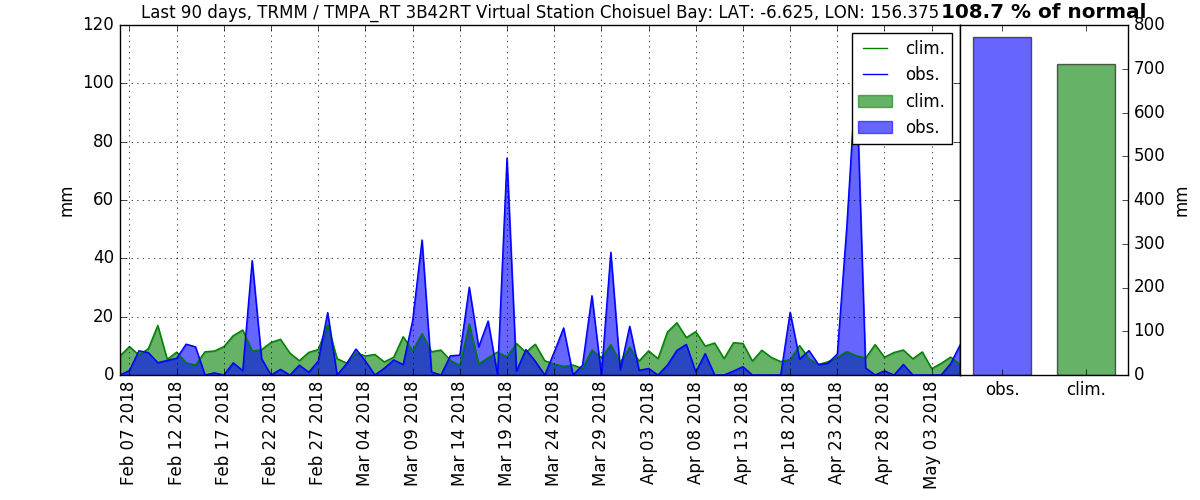 Last 90 days, TRMM / TMPA_RT 3B42RT Virtual Station Choisuel Bay: LAT: -6.625, LON: 156.375
108.7 % of normal
120
100
80
60
40
20
0
mm
clim.
obs.
clim.
obs.
Feb 07 2018
Feb 12 2018
Feb 17 2018
Feb 22 2018
Feb 27 2018
Mar 04 2018
Mar 09 2018
Mar 14 2018
Mar 19 2018
Mar 24 2018
Mar 29 2018
Apr 03 2018
Apr 08 2018
Apr 13 2018
Apr 18 2018
Apr 23 2018
Apr 28 2018
May 03 2018
800
700
600
500
400
300
200
100
0
mm
obs.
clim.